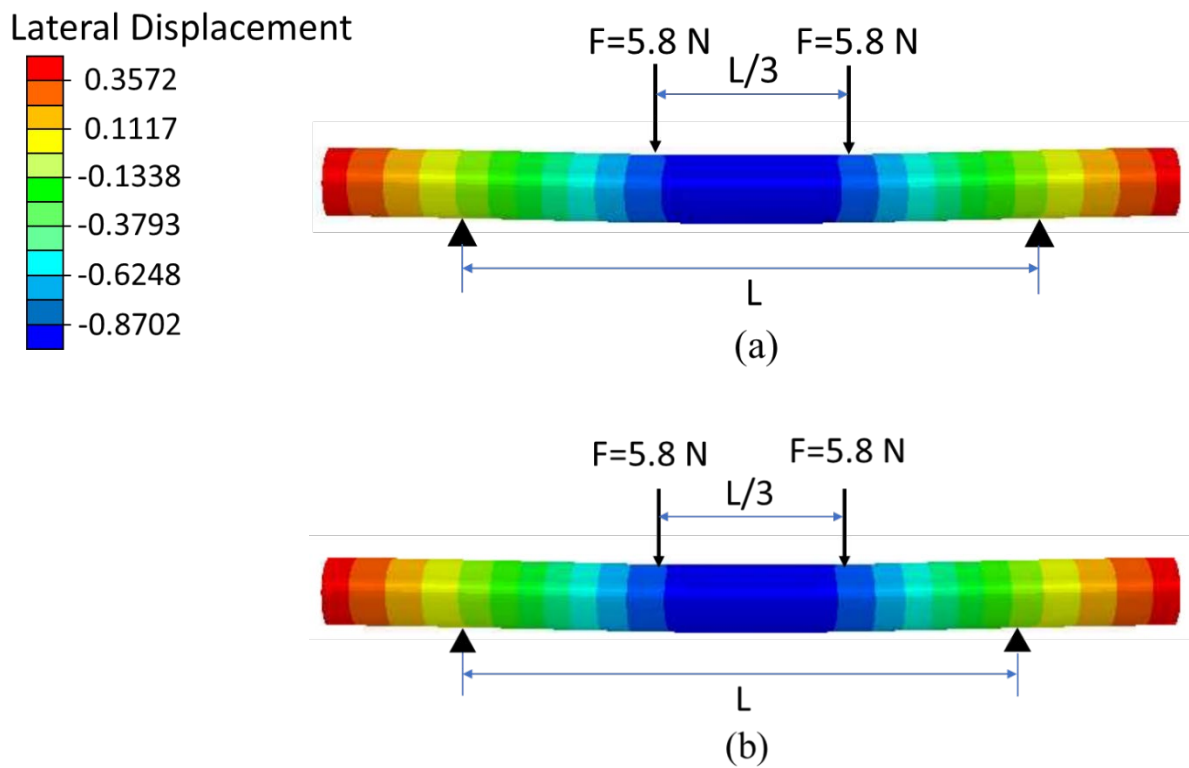 Lateral Displacement
0.3572
0.1117
-0.1338
-0.3793
-0.6248
-0.8702
F=5.8 N F=5.8 N
L/3
L
(a)
F=5.8 N F=5.8 N
L/3
L
(b)